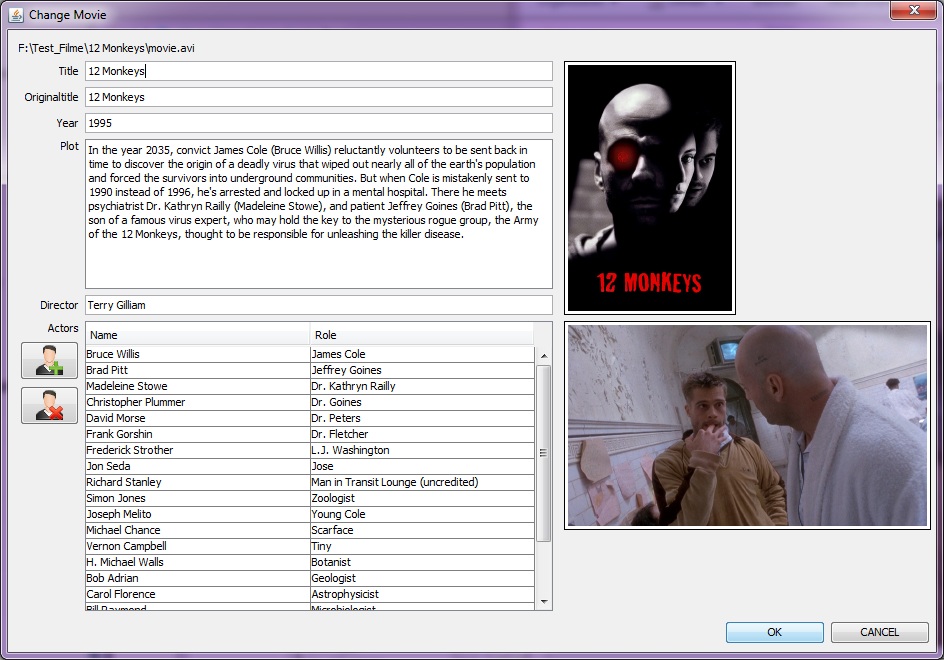 Change Movie
F:\Test_Filme\12 Monkeys\movie.avi
Title 12 Monkeys
Originaltitle 12 Monkeys
Year 1995
Plot In the year 2035, convict James Cole (Bruce Willis) reluctantly volunteers to be sent back in
time to discover the origin of a deadly virus that wiped out nearly all of the earth's population
and forced the survivors into underground communities. But when Cole is mistakenly sent to
1990 instead of 1996, he's arrested and locked up in a mental hospital. There he meets
psychiatrist Dr. Kathryn Railly (Madeleine Stowe), and patient Jeffrey Goines (Brad Pitt), the
son of a famous virus expert, who may hold the key to the mysterious rogue group, the Army
of the 12 Monkeys, thought to be responsible for unleashing the killer disease.
12 MONKEYS
Director Terry Gilliam
Actors
Name Role
Bruce Willis James Cole
Brad Pitt Jeffrey Goines
Madeleine Stowe Dr. Kathryn Railly
Christopher Plummer Dr. Goines
David Morse Dr. Peters
Frank Gorshin Dr. Fletcher
Frederick Strother L.J. Washington
Jon Seda Jose
Richard Stanley Man in Transit Lounge (uncredited)
Simon Jones Zoologist
Joseph Melito Young Cole
Michael Chance Scarface
Vernon Campbell Tiny
H. Michael Walls Botanist
Bob Adrian Geologist
Carol Florence Astrophysicist
Bill Raymond Microbiologist
OK CANCEL